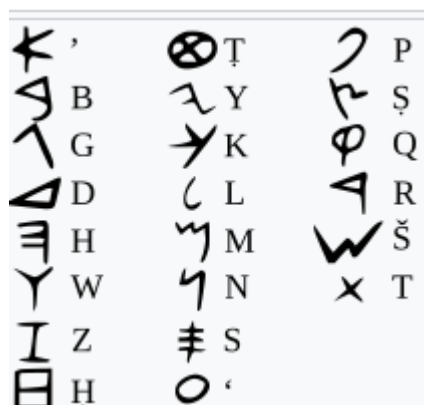 𐤀 ’ 𐤈 Ṭ 𐤐 P
𐤁 B 𐤉 Y 𐤑 Ṣ
𐤂 G 𐤊 K 𐤒 Q
𐤃 D 𐤋 L 𐤓 R
𐤄 H 𐤌 M 𐤔 Š
𐤅 W 𐤍 N 𐤕 T
𐤆 Z 𐤎 S
𐤇 H 𐤏 ‘